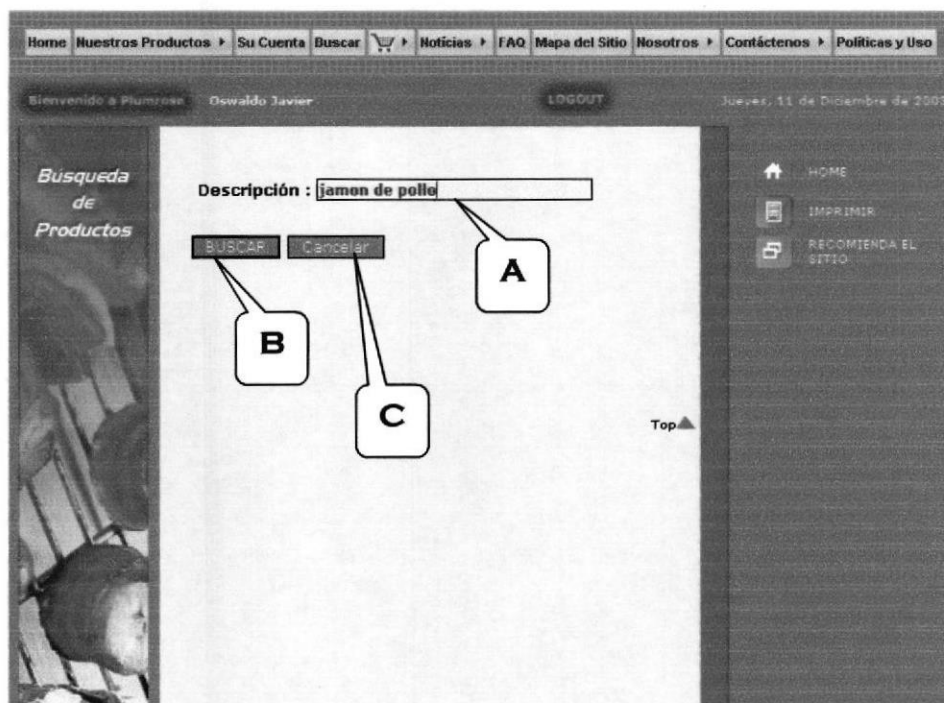 Home Nuestros Productos Su Cuenta Buscar Noticias FAQ Mapa del Sitio Nosotros Contáctenos Políticas y Uso
Bienvenido a Plumrose Oswaldo Javier LOGOUT Jueves, 11 de Diciembre de
Búsqueda
de
Productos
Descripción : jamon de pollo
BUSCAR Cancelar
A
B
C
Top
HOME
IMPRIMIR
RECOMIENDA EL
SITIO